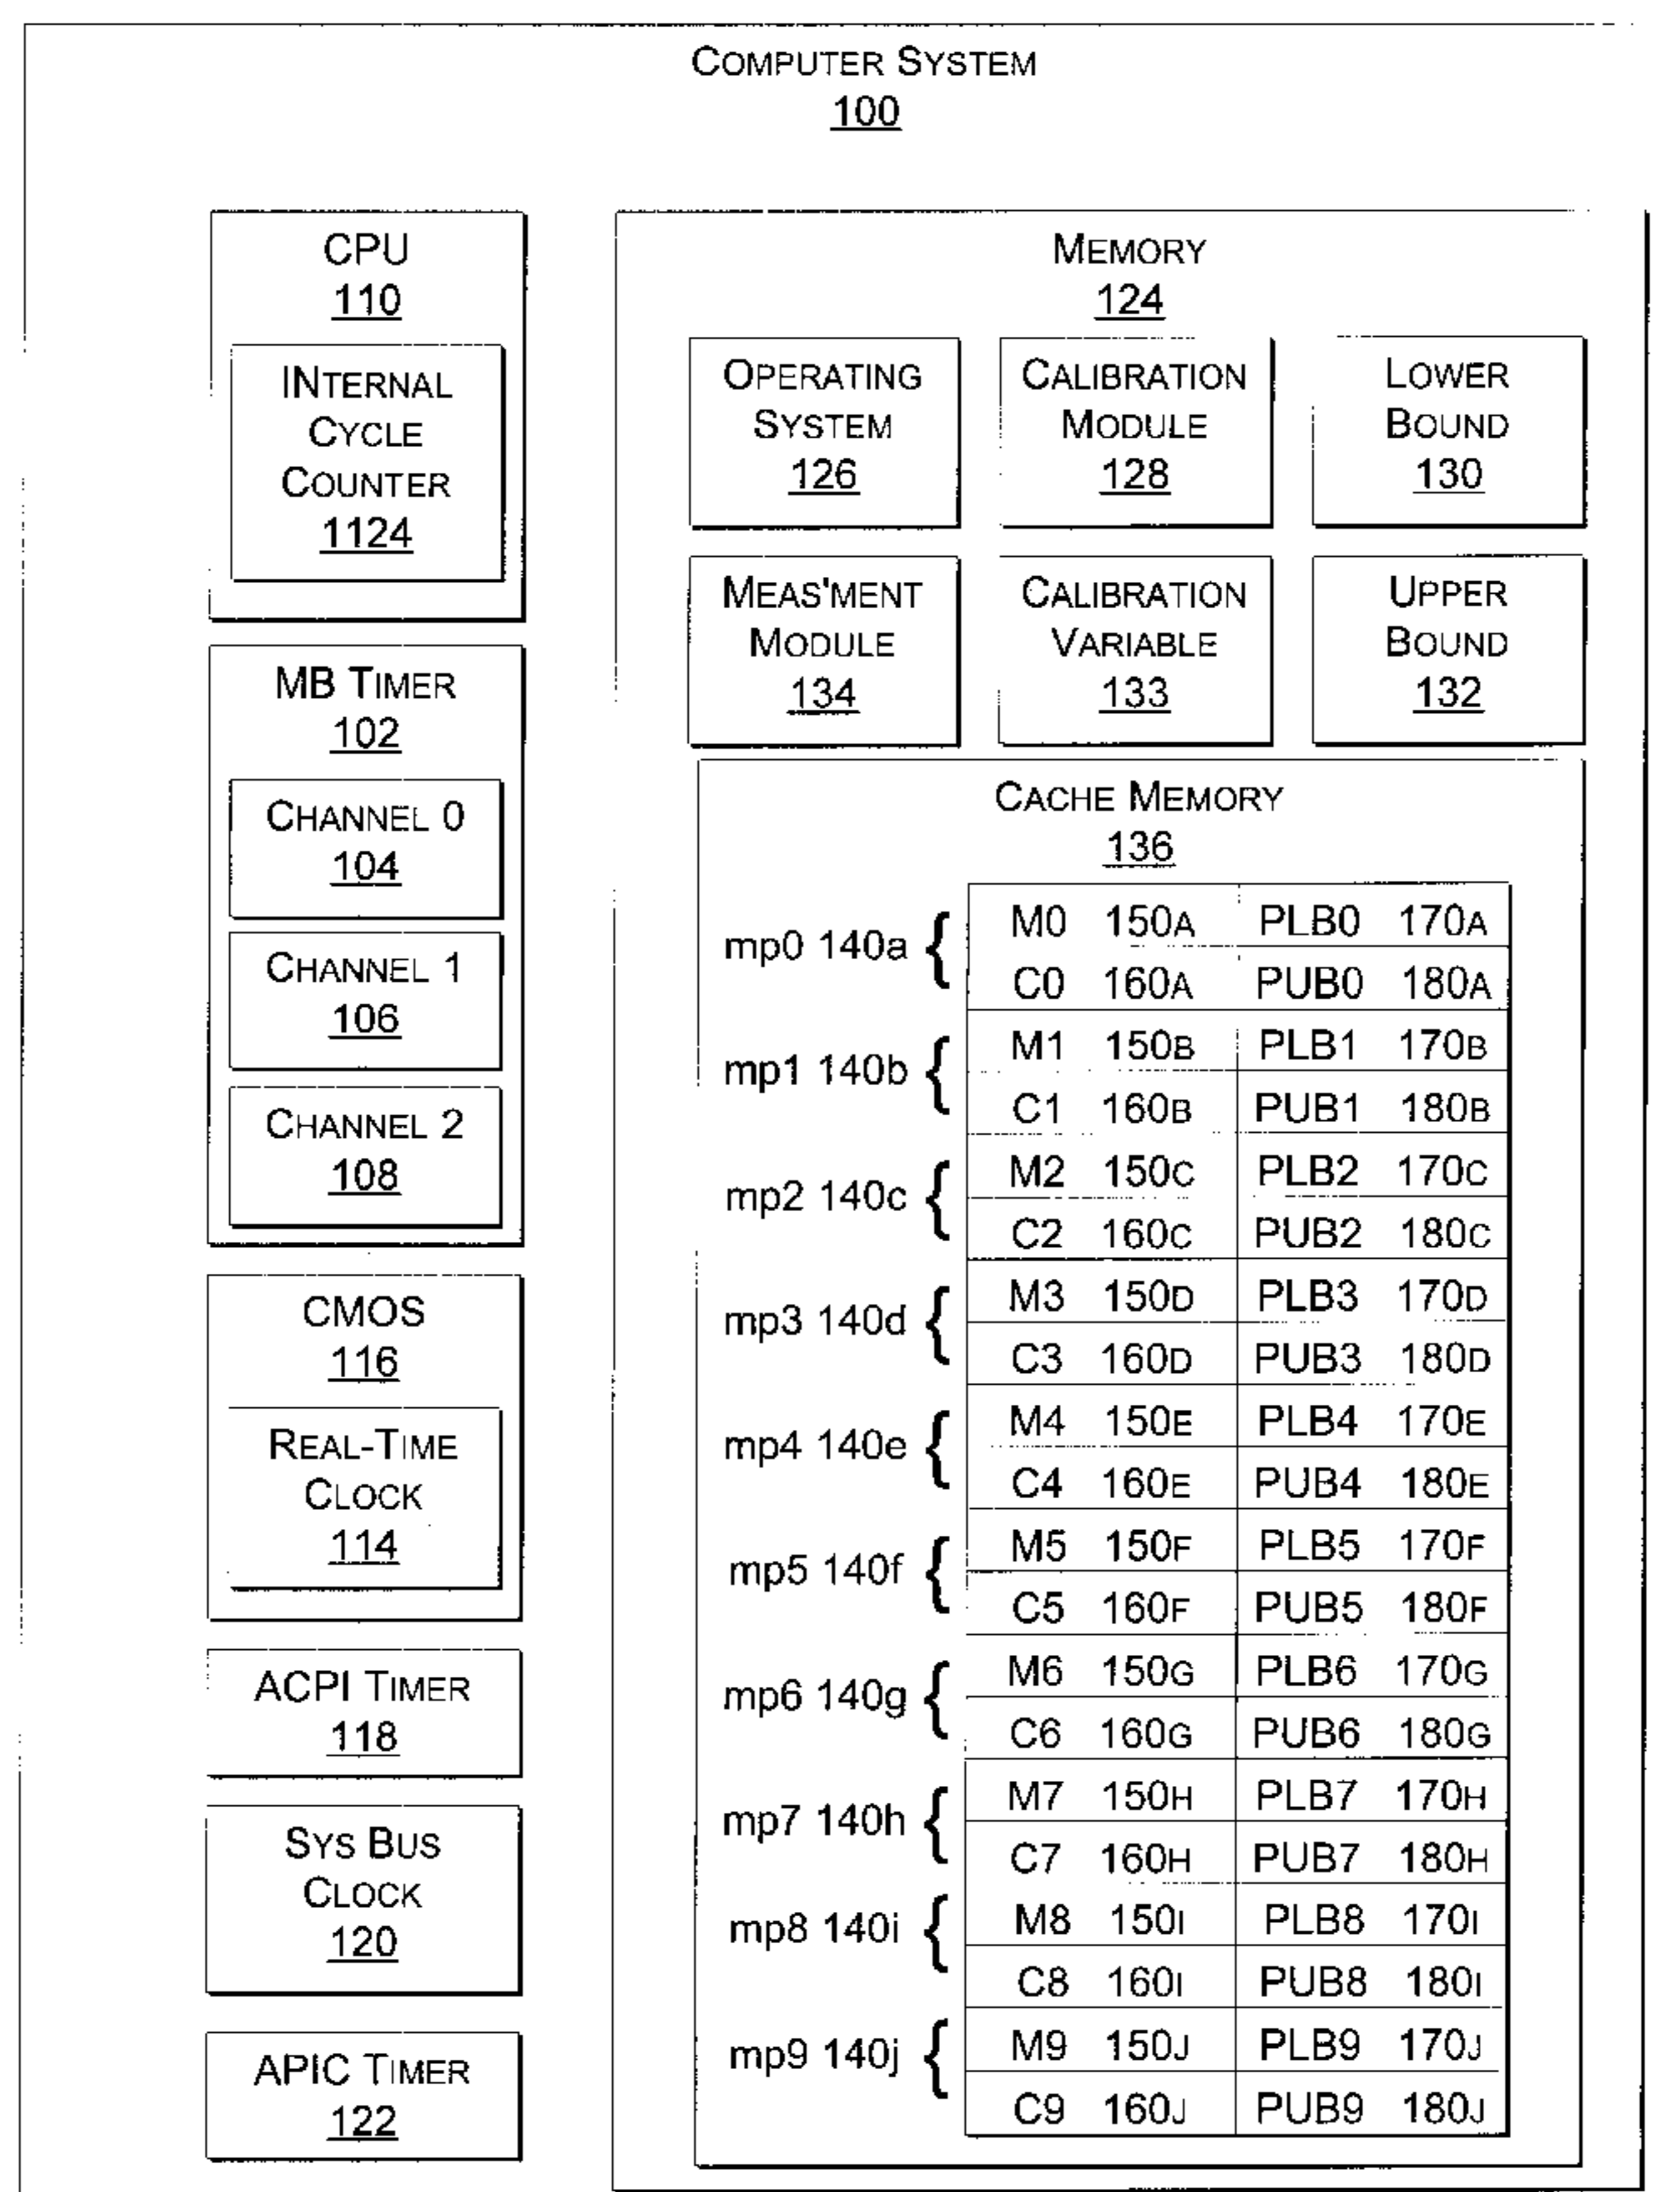 COMPUTER SYSTEM
100
CPU
110
INTERNAL
CYCLE
COUNTER
1124
MB TIMER
102
CHANNEL 0
104
CHANNEL 1
106
CHANNEL 2
108
CMOS
116
REAL-TIME
CLOCK
114
ACPI TIMER
118
SYS BUS
CLOCK
120
APIC TIMER
122
MEMORY
124
OPERATING
SYSTEM
126
CALIBRATION
MODULE
128
LOWER
BOUND
130
MEAS'MENT
MODULE
134
CALIBRATION
VARIABLE
133
UPPER
BOUND
132
CACHE MEMORY
136
mp0 140a {
M0 150A PLB0 170A
C0 160A PUB0 180A
mp1 140b {
M1 150B PLB1 170B
C1 160B PUB1 180B
mp2 140c {
M2 150C PLB2 170C
C2 160C PUB2 180C
mp3 140d {
M3 150D PLB3 170D
C3 160D PUB3 180D
mp4 140e {
M4 150E PLB4 170E
C4 160E PUB4 180E
mp5 140f {
M5 150F PLB5 170F
C5 160F PUB5 180F
mp6 140g {
M6 150G PLB6 170G
C6 160G PUB6 180G
mp7 140h {
M7 150H PLB7 170H
C7 160H PUB7 180H
mp8 140i {
M8 150I PLB8 170I
C8 160I PUB8 180I
mp9 140j {
M9 150J PLB9 170J
C9 160J PUB9 180J